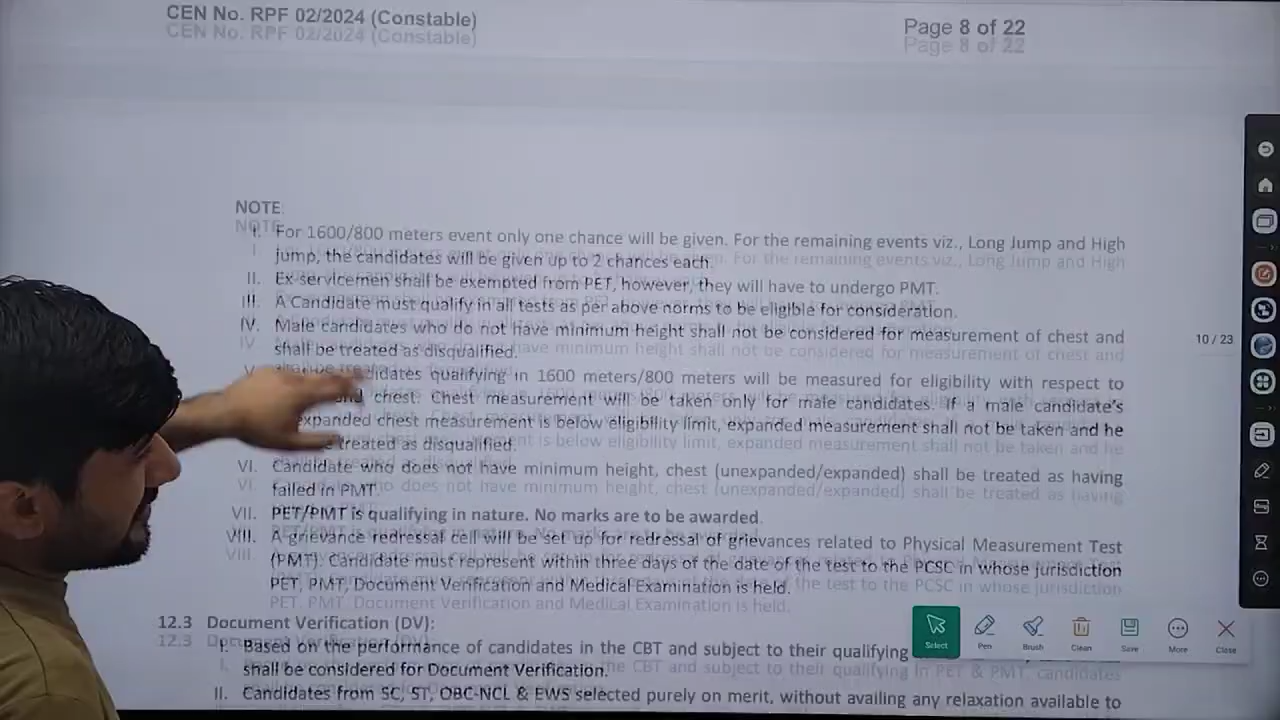 CEN No. RPF 02/2024 (Constable)
Page 8 of 22
NOTE:
I. For 1600/800 meters event only one chance will be given. For the remaining events viz., Long Jump and High
jump, the candidates will be given up to 2 chances each.
II. Ex-servicemen shall be exempted from PET, however, they will have to undergo PMT.
III. A Candidate must qualify in all tests as per above norms to be eligible for consideration.
IV. Male candidates who do not have minimum height shall not be considered for measurement of chest and
shall be treated as disqualified.
qualifying in 1600 meters/800 meters will be measured for eligibility with respect to
chest. Chest measurement will be taken only for male candidates. If a male candidate's
expanded chest measurement is below eligibility limit, expanded measurement shall not be taken and he
treated as disqualified.
VI. Candidate who does not have minimum height, chest (unexpanded/expanded) shall be treated as having
failed in PMT.
VII. PET/PMT is qualifying in nature. No marks are to be awarded.
VIII. A grievance redressal cell will be set up for redressal of grievances related to Physical Measurement Test
(PMT). Candidate must represent within three days of the date of the test to the PCSC in whose jurisdiction
PET, PMT, Document Verification and Medical Examination is held.
12.3 Document Verification (DV):
I. Based on the performance of candidates in the CBT and subject to their qualifying
shall be considered for Document Verification.
II. Candidates from SC, ST, OBC-NCL & EWS selected purely on merit, without availing any relaxation available to
10 / 23
Select
Pen
Brush
Clean
Save
More
Close